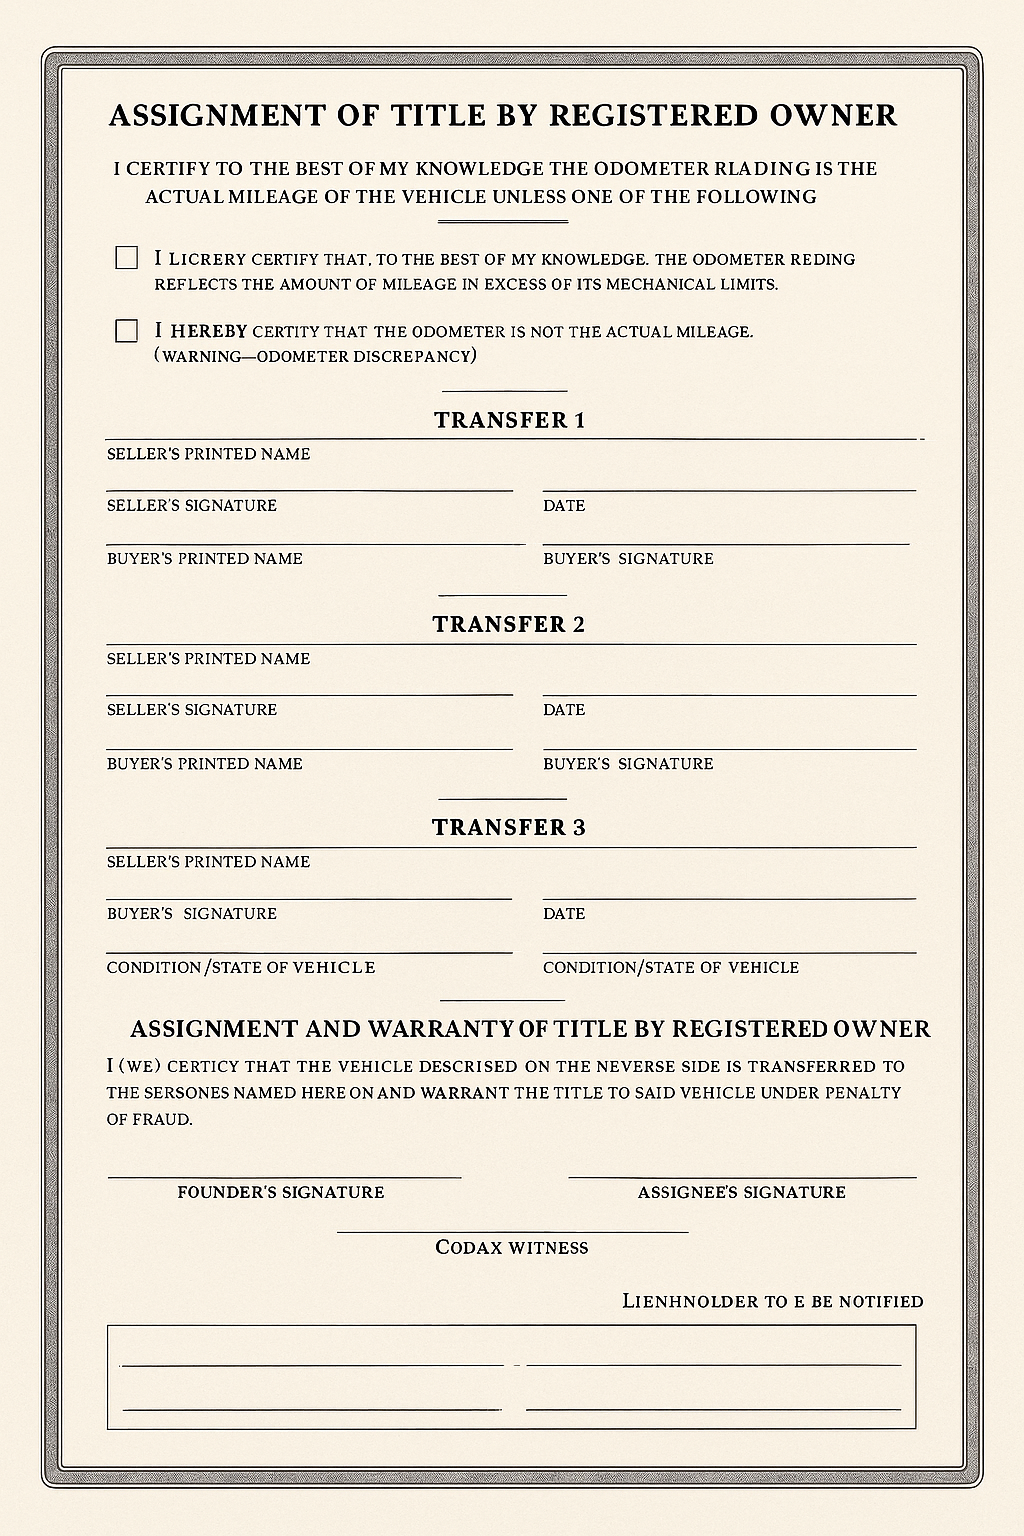 ASSIGNMENT OF TITLE BY REGISTERED OWNER
I CERTIFY TO THE BEST OF MY KNOWLEDGE THE ODOMETER RLADING IS THE
ACTUAL MILEAGE OF THE VEHICLE UNLESS ONE OF THE FOLLOWING
I LICRERY CERTIFY THAT, TO THE BEST OF MY KNOWLEDGE. THE ODOMETER REDING
REFLECTS THE AMOUNT OF MILEAGE IN EXCESS OF ITS MECHANICAL LIMITS.
I HEREBY CERTITY THAT THE ODOMETER IS NOT THE ACTUAL MILEAGE.
(WARNING—ODOMETER DISCREPANCY)
TRANSFER 1
SELLER'S PRINTED NAME
SELLER'S SIGNATURE DATE
BUYER'S PRINTED NAME BUYER'S SIGNATURE
TRANSFER 2
SELLER'S PRINTED NAME
SELLER'S SIGNATURE DATE
BUYER'S PRINTED NAME BUYER'S SIGNATURE
TRANSFER 3
SELLER'S PRINTED NAME
BUYER'S SIGNATURE DATE
CONDITION/STATE OF VEHICLE CONDITION/STATE OF VEHICLE
ASSIGNMENT AND WARRANTY OF TITLE BY REGISTERED OWNER
I (WE) CERTICY THAT THE VEHICLE DESCRISED ON THE NEVERSE SIDE IS TRANSFERRED TO
THE SERSONES NAMED HERE ON AND WARRANT THE TITLE TO SAID VEHICLE UNDER PENALTY
OF FRAUD.
FOUNDER'S SIGNATURE ASSIGNEE'S SIGNATURE
CODAX WITNESS
LIENHNOLDER TO E BE NOTIFIED